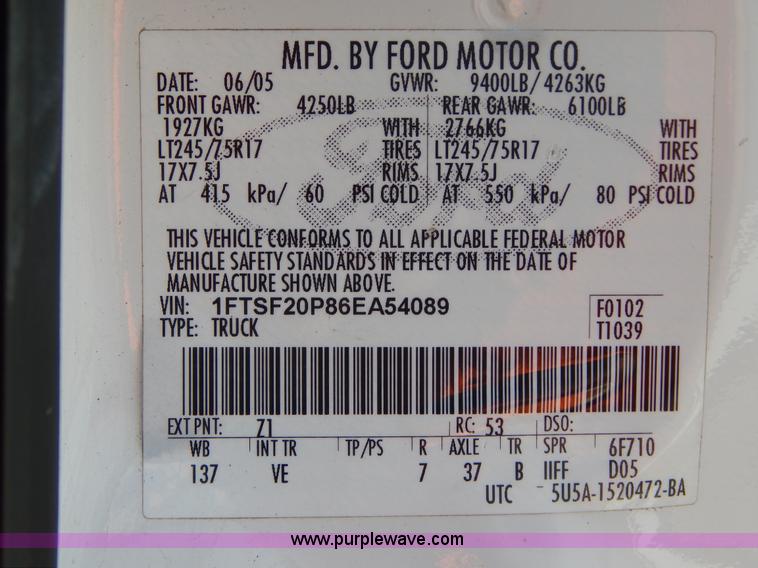 MFD. BY FORD MOTOR CO.
DATE: 06/05 GVWR: 9400LB/ 4263KG
FRONT GAWR: 4250LB REAR GAWR: 6100LB
1927KG WITH 2766KG WITH
LT245/75R17 TIRES LT245/75R17 TIRES
17X7.5J RIMS 17X7.5J RIMS
AT 415 kPa/ 60 PSI COLD AT 550 kPa/ 80 PSI COLD
Ford
THIS VEHICLE CONFORMS TO ALL APPLICABLE FEDERAL MOTOR
VEHICLE SAFETY STANDARDS IN EFFECT ON THE DATE OF
MANUFACTURE SHOWN ABOVE.
VIN: 1FTSF20P86EA54089 F0102
TYPE: TRUCK T1039
EXT PNT: Z1 RC: 53 DSO:
WB INT TR TP/PS R AXLE TR SPR 6F710
137 VE 7 37 B IIFF D05
UTC 5U5A-1520472-BA
www.purplewave.com